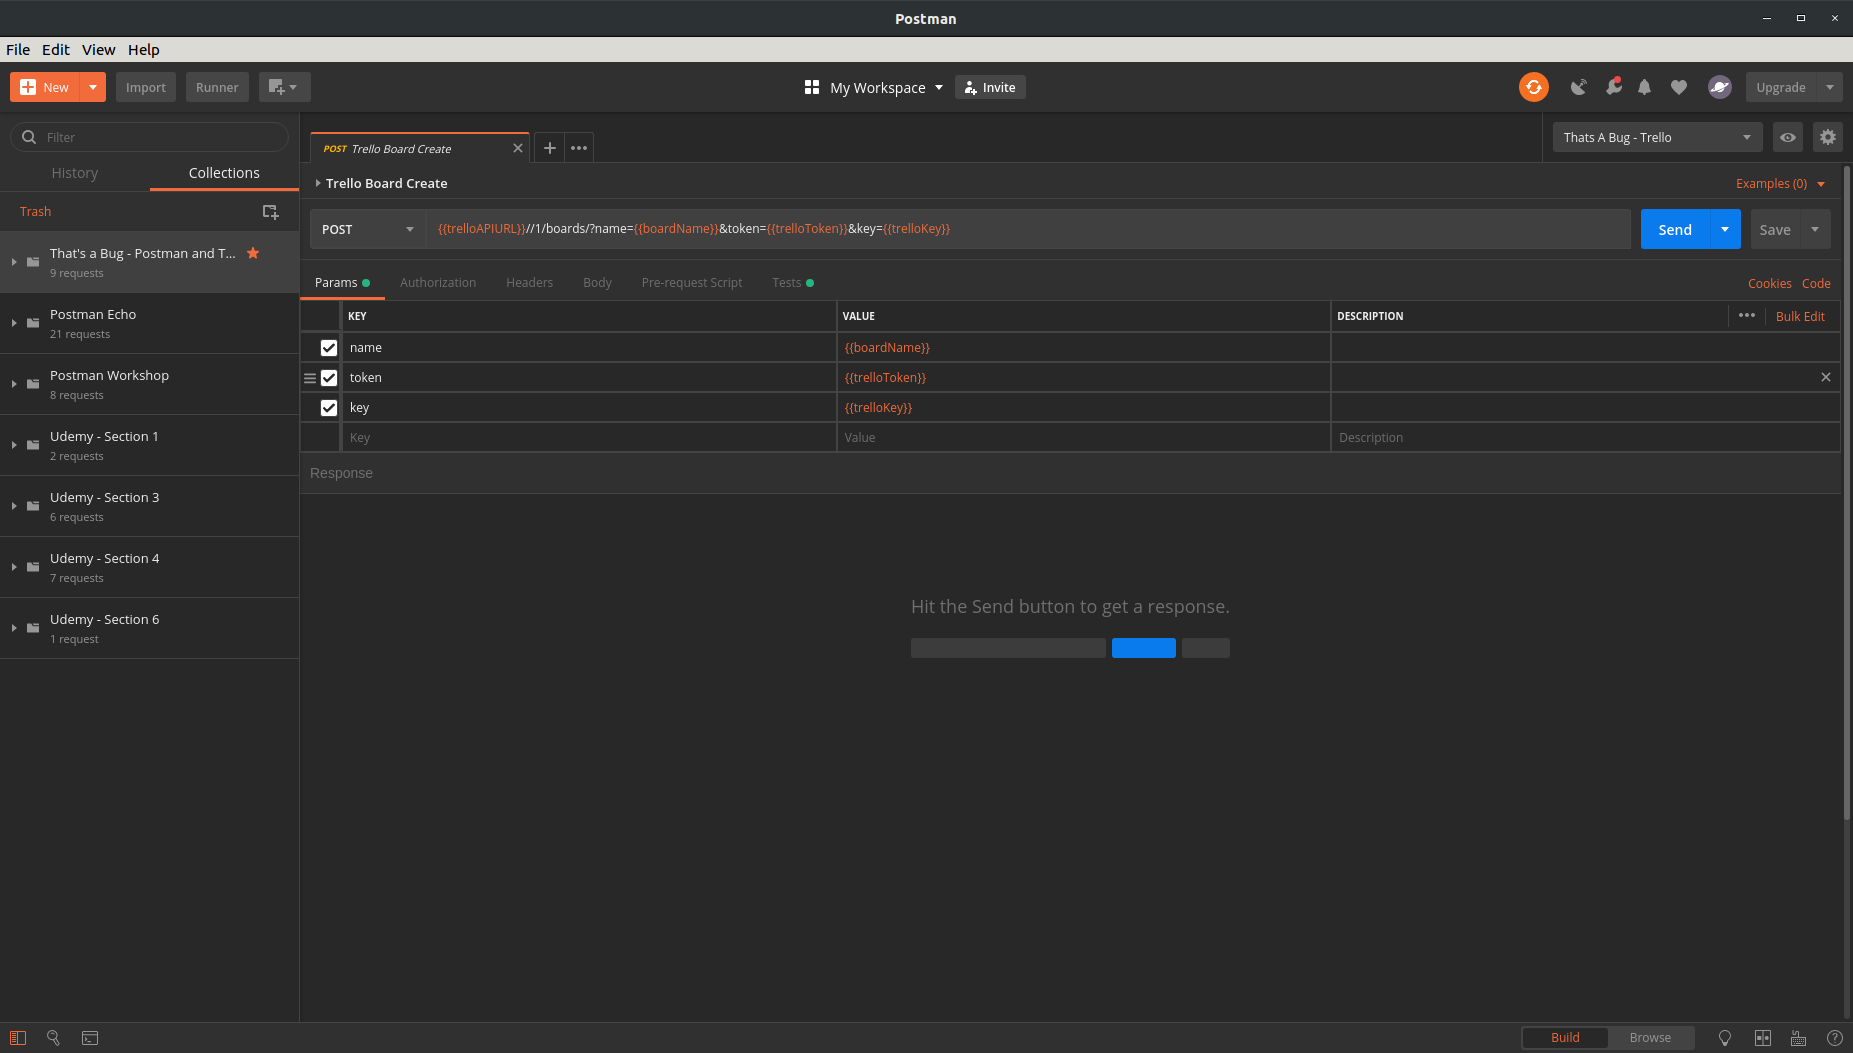 Postman
File Edit View Help
New Import Runner My Workspace Invite Upgrade
Filter
History Collections
Trash
That's a Bug - Postman and T...
9 requests
Postman Echo
21 requests
Postman Workshop
8 requests
Udemy - Section 1
2 requests
Udemy - Section 3
6 requests
Udemy - Section 4
7 requests
Udemy - Section 6
1 request
POST Trello Board Create
Thats A Bug - Trello
Trello Board Create
Examples (0)
POST {{trelloAPIURL}}//1/boards/?name={{boardName}}&token={{trelloToken}}&key={{trelloKey}} Send Save
Params Authorization Headers Body Pre-request Script Tests Cookies Code
KEY VALUE DESCRIPTION Bulk Edit
name {{boardName}}
token {{trelloToken}}
key {{trelloKey}}
Key Value Description
Response
Hit the Send button to get a response.
Build Browse